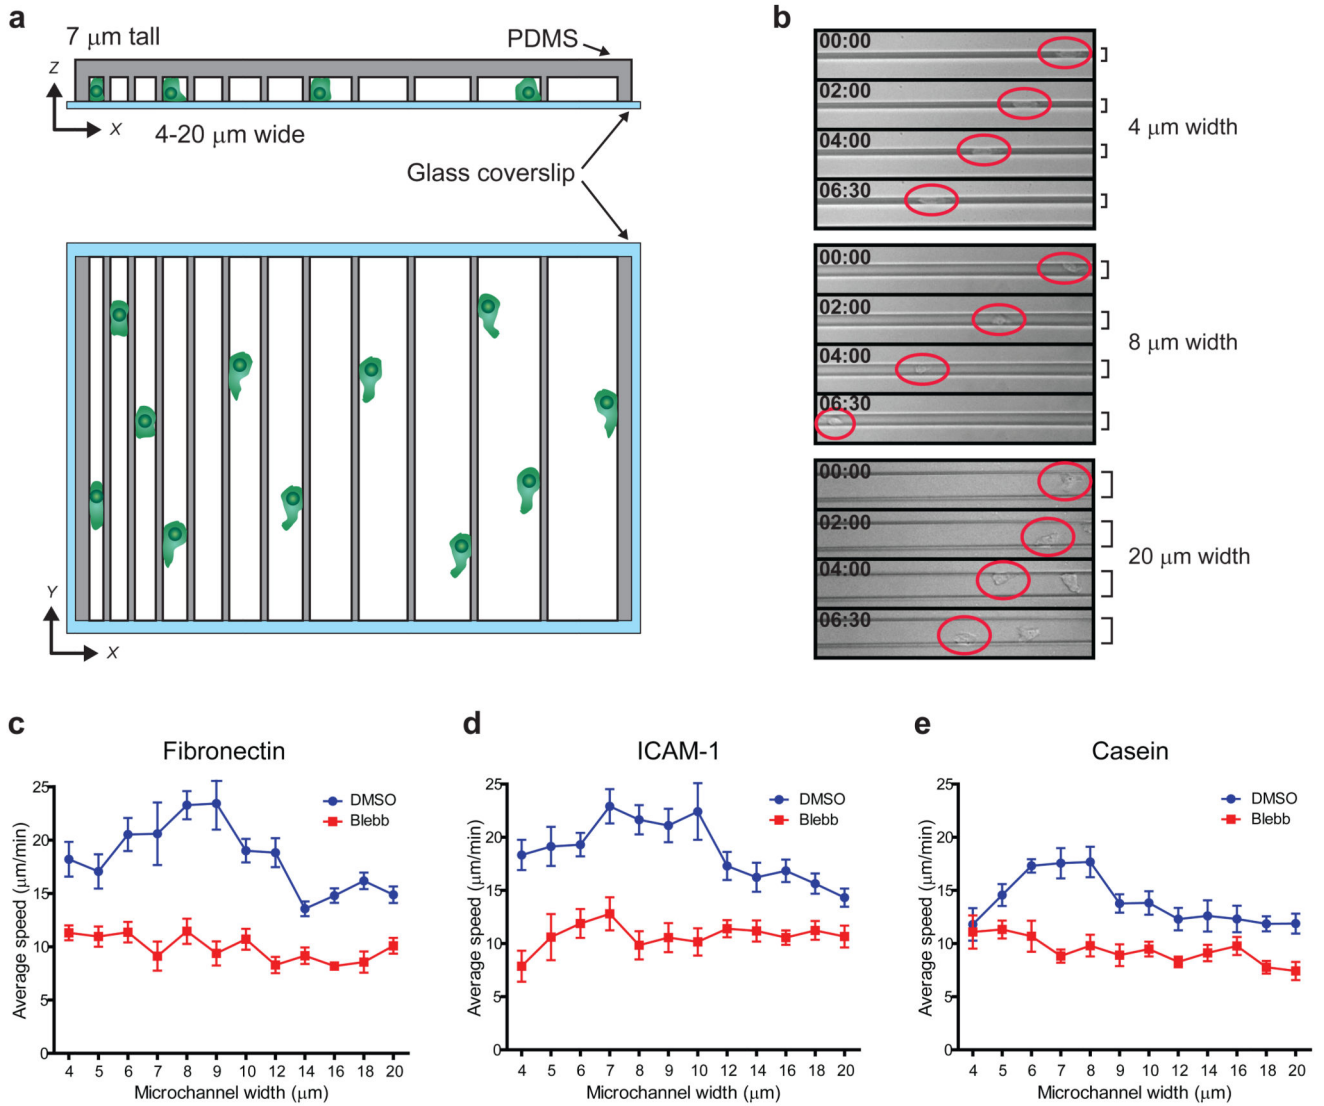 a
7 μm tall
PDMS
Z
X
4-20 μm wide
Glass coverslip
Y
X
b
00:00
02:00
04:00
06:30
4 μm width
00:00
02:00
04:00
06:30
8 μm width
00:00
02:00
04:00
06:30
20 μm width
c
Fibronectin
DMSO
Blebb
Average speed (μm/min)
25
20
15
10
5
0
4 5 6 7 8 9 10 12 14 16 18 20
Microchannel width (μm)
d
ICAM-1
DMSO
Blebb
Average speed (μm/min)
25
20
15
10
5
0
4 5 6 7 8 9 10 12 14 16 18 20
Microchannel width (μm)
e
Casein
DMSO
Blebb
Average speed (μm/min)
25
20
15
10
5
0
4 5 6 7 8 9 10 12 14 16 18 20
Microchannel width (μm)